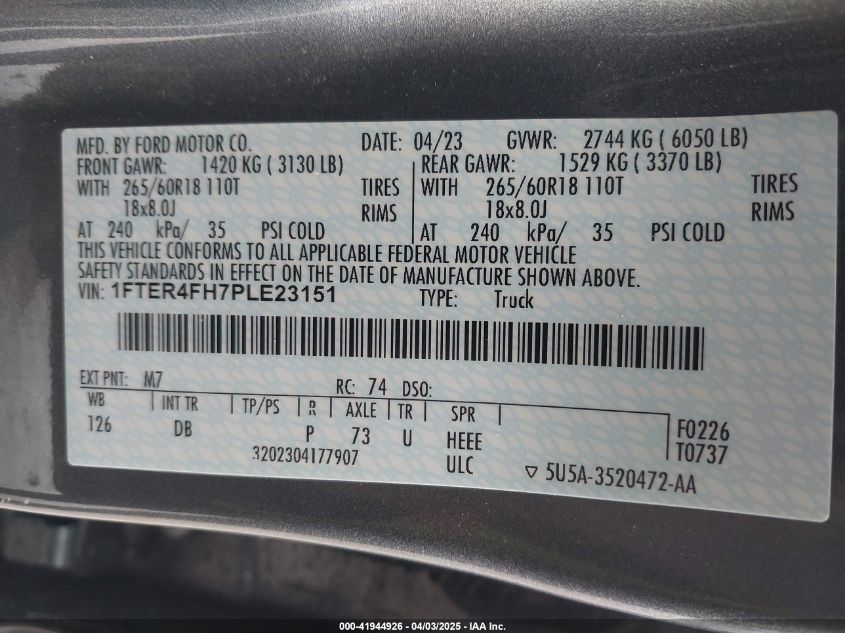 MFD. BY FORD MOTOR CO. DATE: 04/23 GVWR: 2744 KG ( 6050 LB)
FRONT GAWR: 1420 KG ( 3130 LB) REAR GAWR: 1529 KG ( 3370 LB)
WITH 265/60R18 110T TIRES WITH 265/60R18 110T TIRES
18x8.0J RIMS 18x8.0J RIMS
AT 240 kPa/ 35 PSI COLD AT 240 kPa/ 35 PSI COLD
THIS VEHICLE CONFORMS TO ALL APPLICABLE FEDERAL MOTOR VEHICLE
SAFETY STANDARDS IN EFFECT ON THE DATE OF MANUFACTURE SHOWN ABOVE.
VIN: 1FTER4FH7PLE23151 TYPE: Truck
EXT PNT: M7 RC: 74 DSO:
WB INT TR TP/PS R AXLE TR SPR
126 DB P 73 U HEEE F0226
3202304177907 ULC T0737
5U5A-3520472-AA
000-41944926 - 04/03/2025 - IAA Inc.